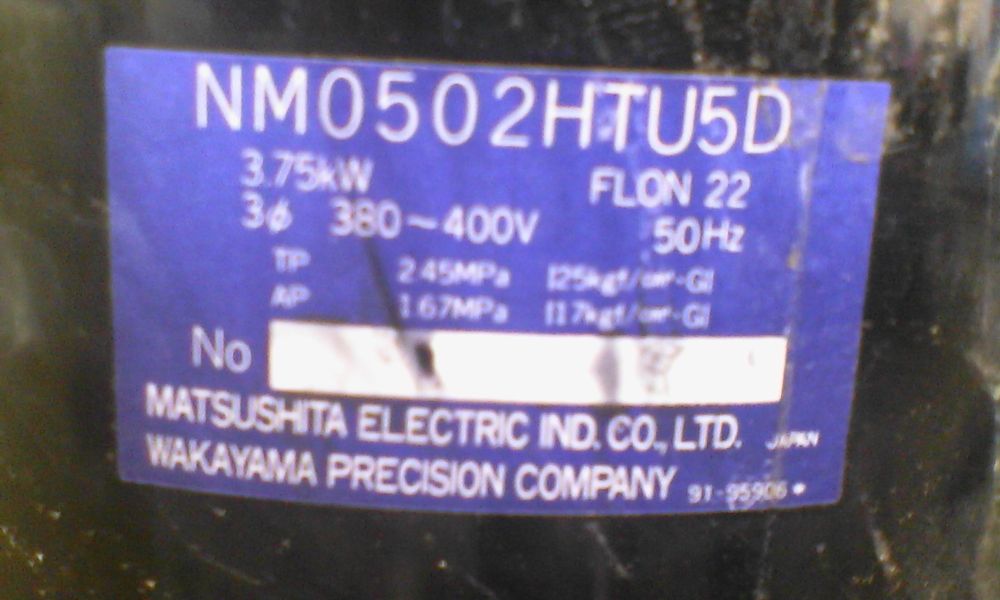 NM0502HTU5D
3.75kW FLON 22
3ϕ 380~400V 50Hz
TP 2.45MPa [25kgf/cm²·G]
AP 1.67MPa [17kgf/cm²·G]
No
MATSUSHITA ELECTRIC IND. CO., LTD. JAPAN
WAKAYAMA PRECISION COMPANY 91-95906*